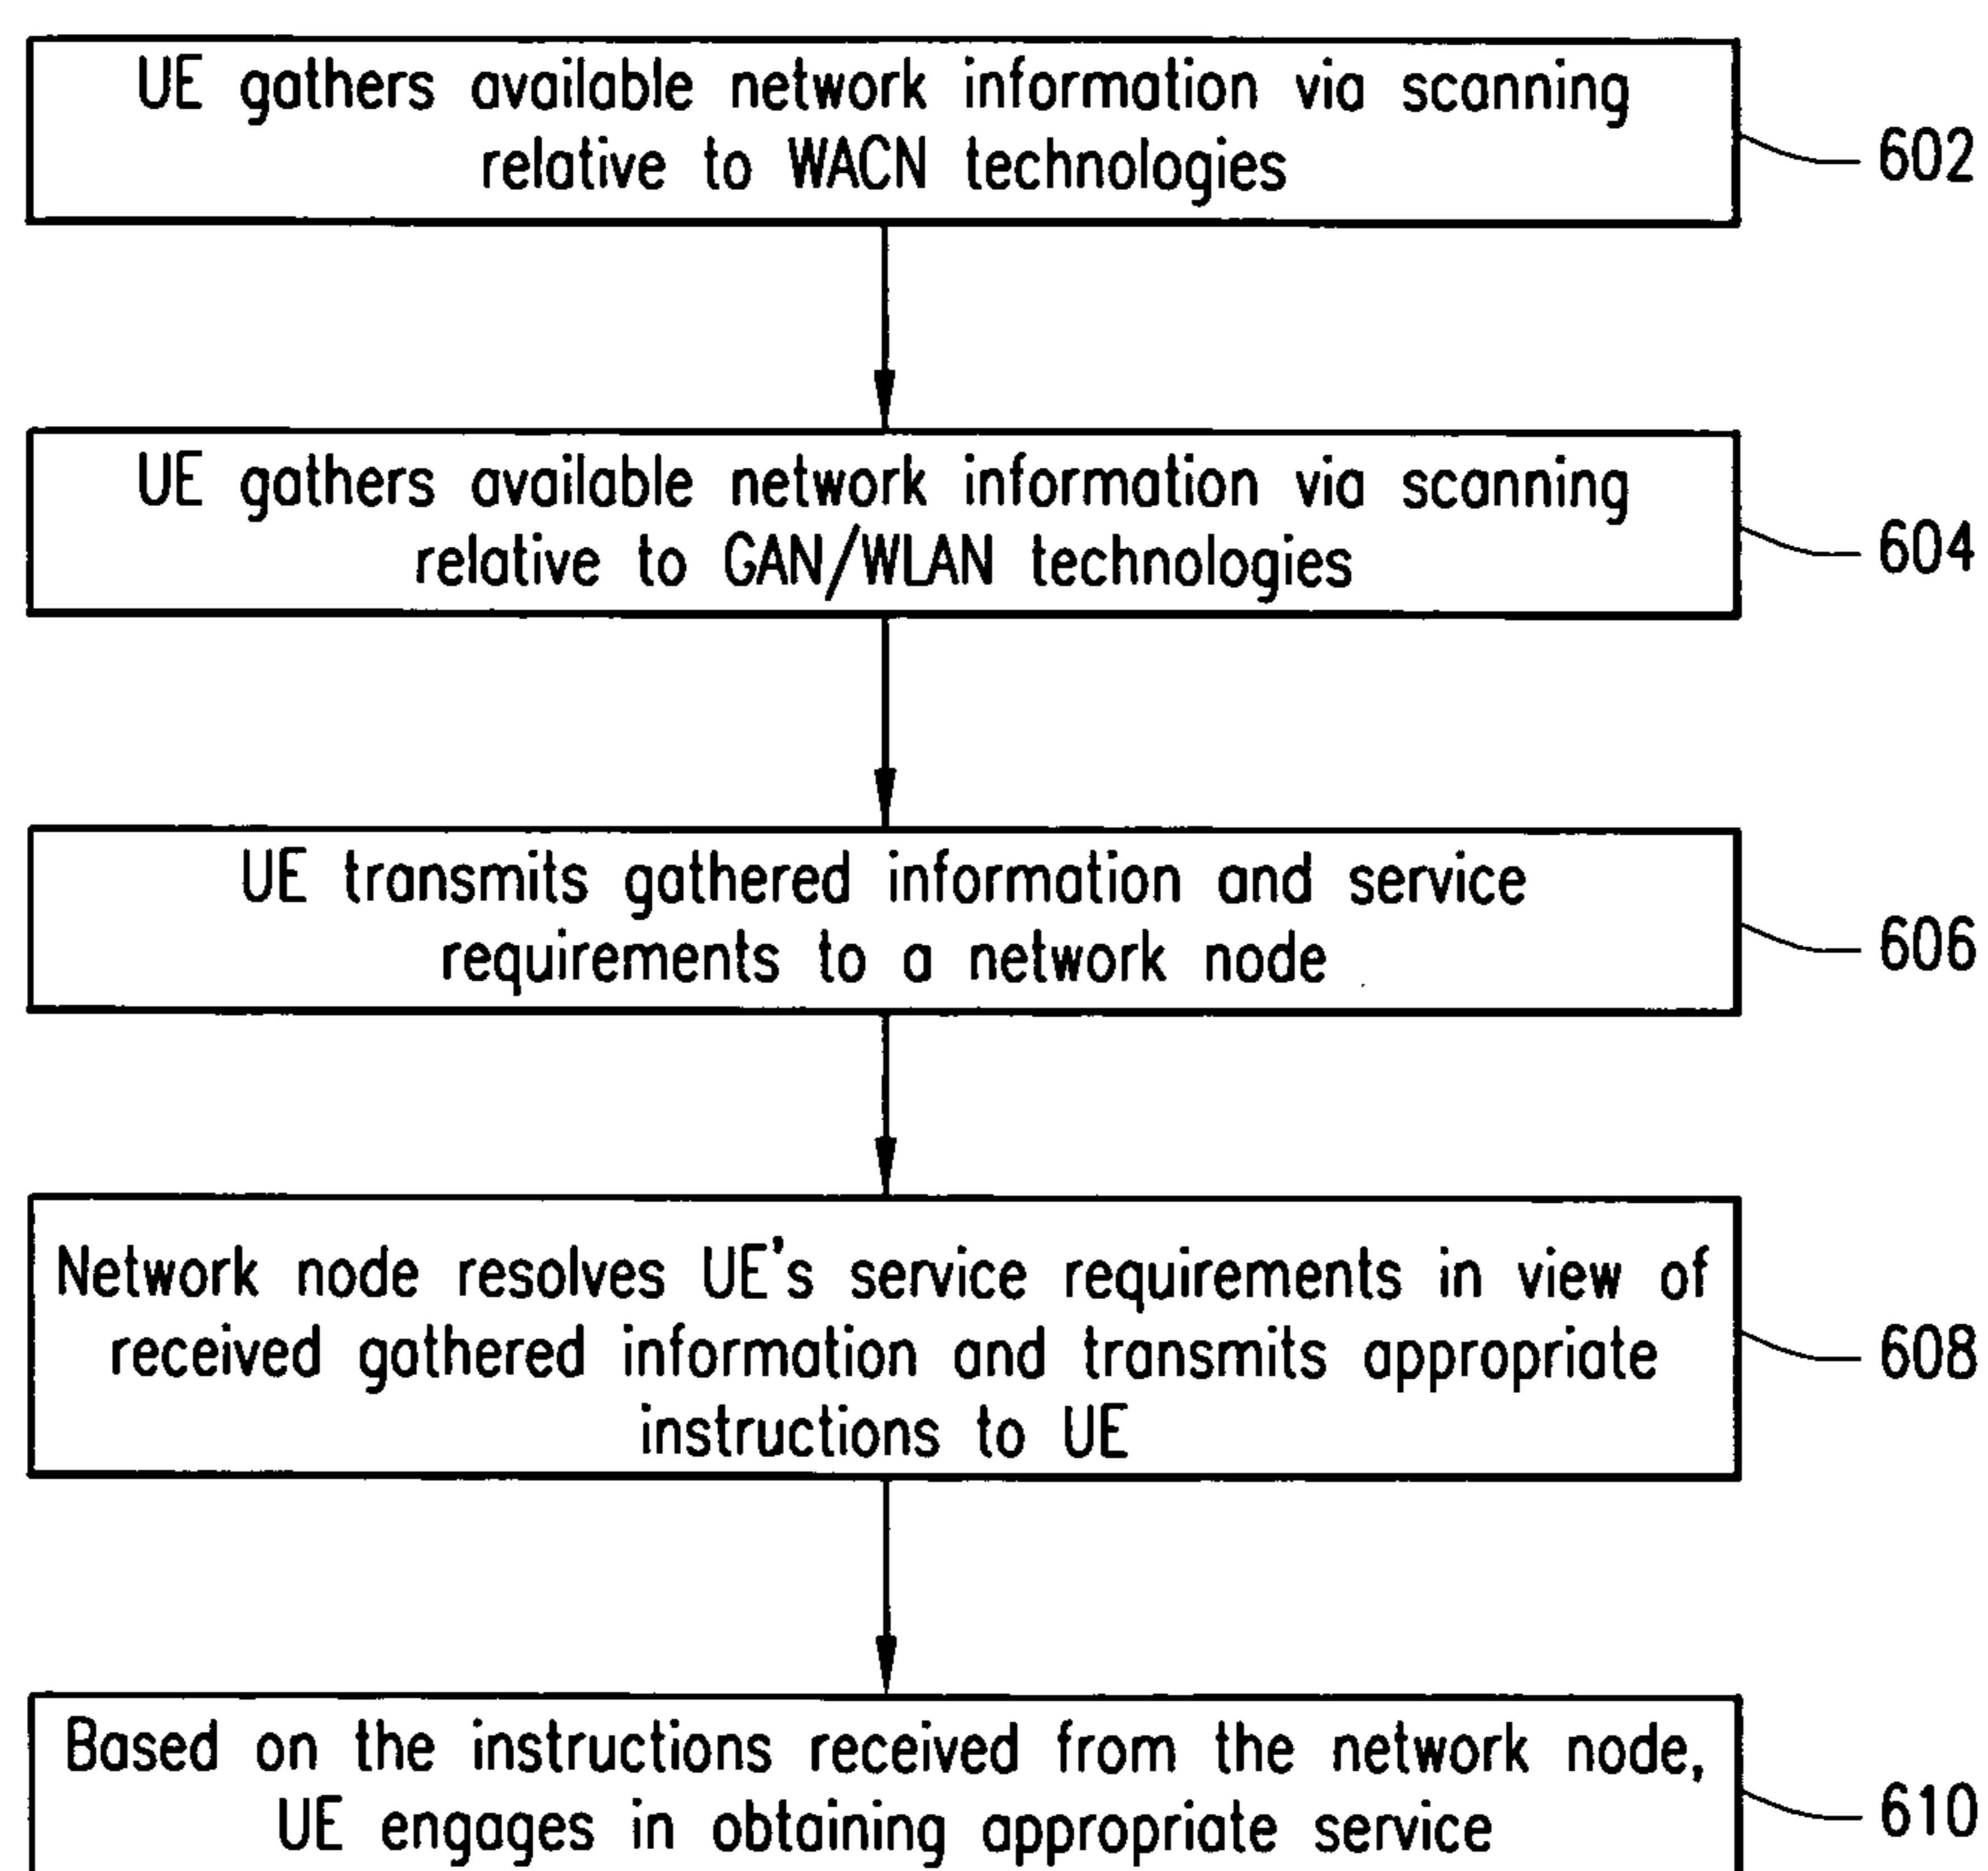 UE gathers available network information via scanning
relative to WACN technologies
602
UE gathers available network information via scanning
relative to GAN/WLAN technologies
604
UE transmits gathered information and service
requirements to a network node
606
Network node resolves UE's service requirements in view of
received gathered information and transmits appropriate
instructions to UE
608
Based on the instructions received from the network node,
UE engages in obtaining appropriate service
610